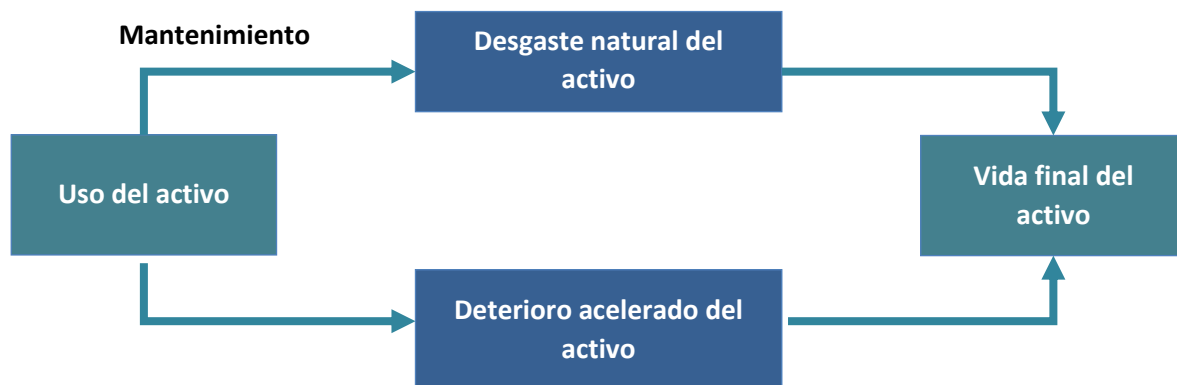 Mantenimiento
Desgaste natural del
activo
Uso del activo
Vida final del
activo
Deterioro acelerado del
activo